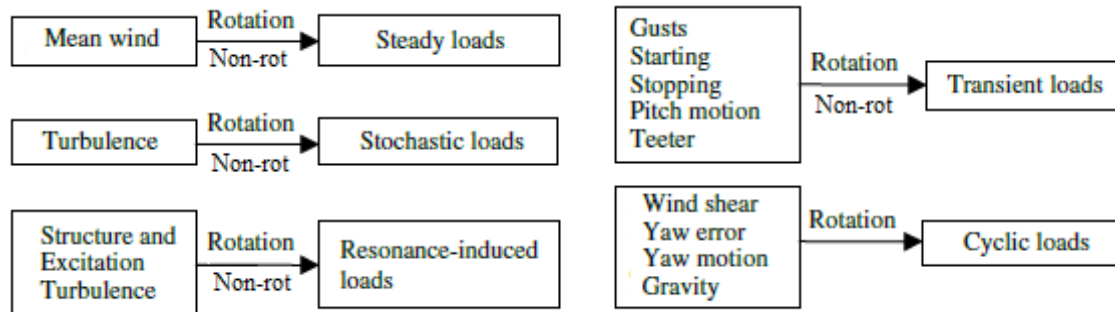 Mean wind
Rotation
Non-rot
Steady loads
Turbulence
Rotation
Non-rot
Stochastic loads
Structure and
Excitation
Turbulence
Rotation
Non-rot
Resonance-induced
loads
Gusts
Starting
Stopping
Pitch motion
Teeter
Rotation
Non-rot
Transient loads
Wind shear
Yaw error
Yaw motion
Gravity
Rotation
Cyclic loads